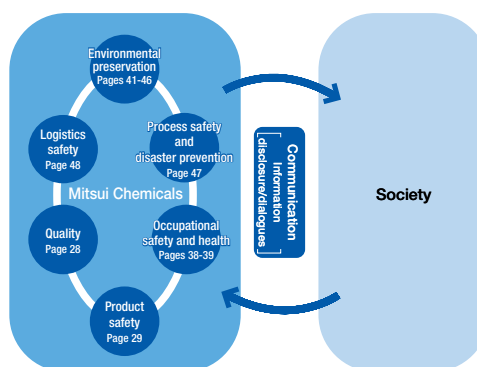 Environmental
preservation
Pages 41-46
Logistics
safety
Page 48
Process safety
and
disaster prevention
Page 47
Mitsui Chemicals
Quality
Page 28
Occupational
safety and health
Pages 38-39
Product
safety
Page 29
Communication
[Information
disclosure/dialogues]
Society